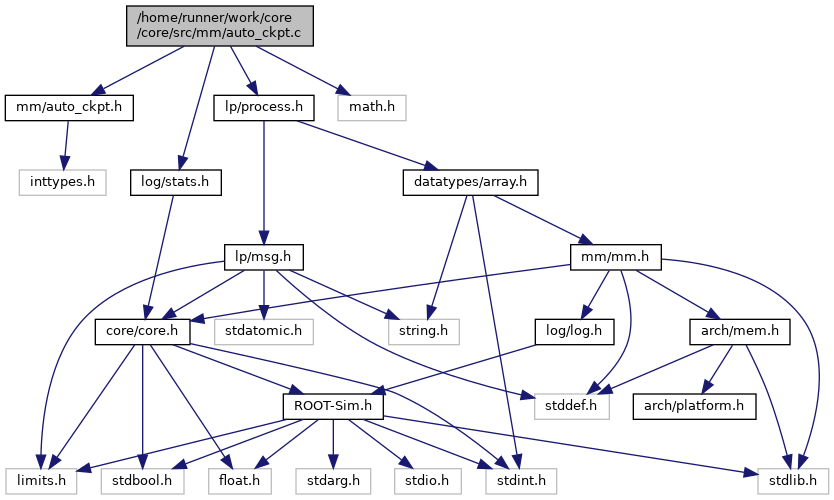 /home/runner/work/core
/core/src/mm/auto_ckpt.c
mm/auto_ckpt.h
lp/process.h
math.h
inttypes.h
log/stats.h
datatypes/array.h
lp/msg.h
mm/mm.h
core/core.h
stdatomic.h
string.h
log/log.h
arch/mem.h
ROOT-Sim.h
stddef.h
arch/platform.h
limits.h
stdbool.h
float.h
stdarg.h
stdio.h
stdint.h
stdlib.h